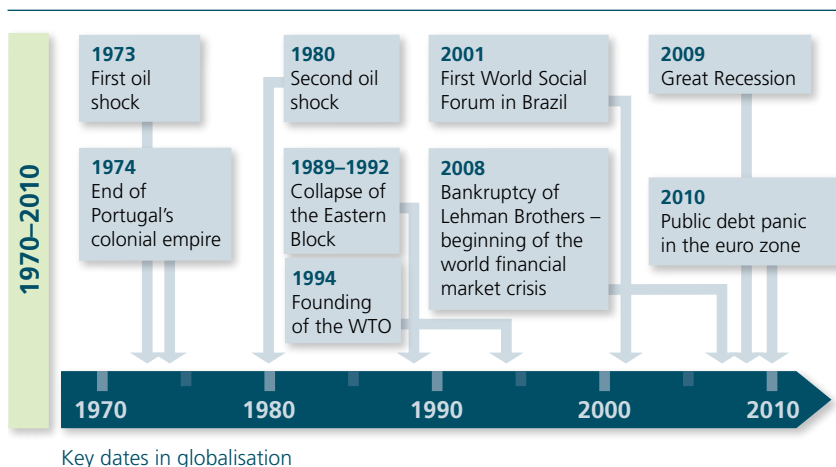 1970–2010
1973
First oil
shock
1974
End of
Portugal’s
colonial empire
1980
Second oil
shock
1989–1992
Collapse of
the Eastern
Block
1994
Founding
of the WTO
2001
First World Social
Forum in Brazil
2008
Bankruptcy of
Lehman Brothers –
beginning of the
world financial
market crisis
2009
Great Recession
2010
Public debt panic
in the euro zone
1970
1980
1990
2000
2010
Key dates in globalisation